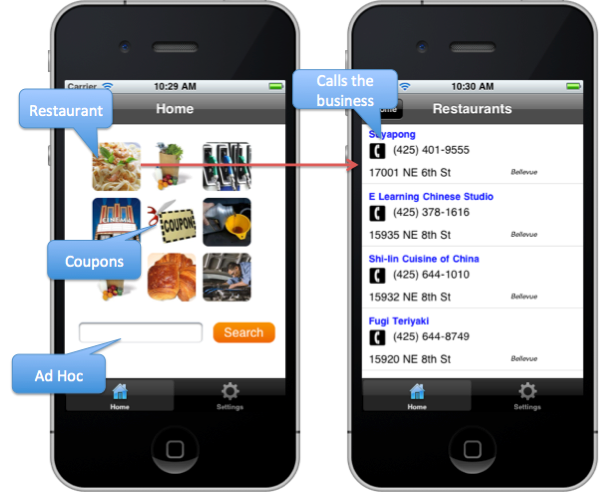 Carrier 10:29 AM
Home
Restaurant
CINEMA
COUPON
Coupons
Search
Ad Hoc
Home Settings
Calls the
business
10:30 AM
Home Restaurants
(425) 401-9555
17001 NE 6th St Bellevue
E Learning Chinese Studio
(425) 378-1616
15935 NE 8th St Bellevue
Shi-lin Cuisine of China
(425) 644-1010
15932 NE 8th St Bellevue
Fugi Teriyaki
(425) 644-8749
15920 NE 8th St Bellevue
Home Settings